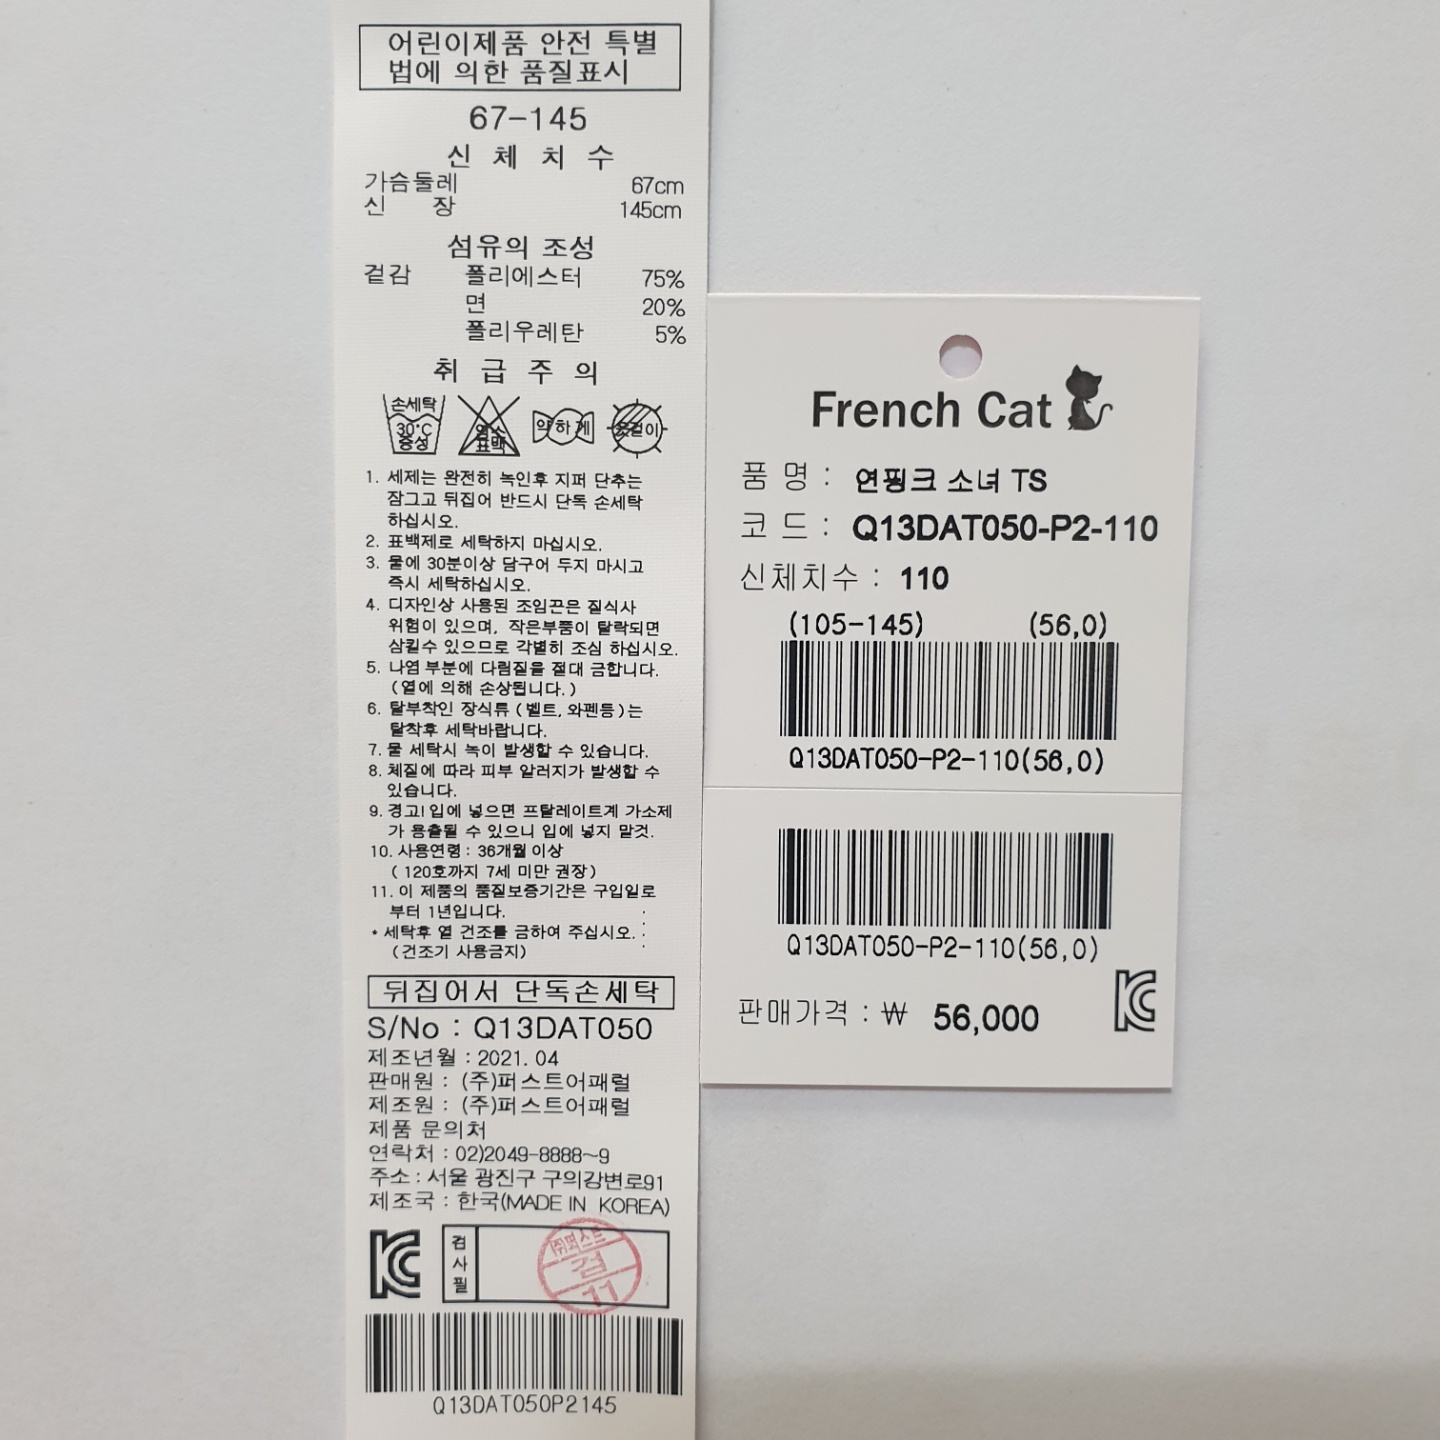 어린이제품 안전 특별
법에 의한 품질표시
67-145
신 체 치 수
가슴둘레 67cm
신 장 145cm
섬유의 조성
겉감 폴리에스터 75%
면 20%
폴리우레탄 5%
취 급 주 의
손세탁
30°C
중성
염소
표백
약하게
옷걸이
1. 세제는 완전히 녹인후 지퍼 단추는
잠그고 뒤집어 반드시 단독 손세탁
하십시오.
2. 표백제로 세탁하지 마십시오.
3. 물에 30분이상 담구어 두지 마시고
즉시 세탁하십시오.
4. 디자인상 사용된 조임끈은 질식사
위험이 있으며, 작은부품이 탈락되면
삼킬수 있으므로 각별히 조심 하십시오.
5. 나염 부분에 다림질을 절대 금합니다.
(열에 의해 손상됩니다.)
6. 탈부착인 장식류 (벨트, 와펜등)는
탈착후 세탁바랍니다.
7. 물 세탁시 녹이 발생할 수 있습니다.
8. 체질에 따라 피부 알러지가 발생할 수
있습니다.
9. 경고! 입에 넣으면 프탈레이트계 가소제
가 용출될 수 있으니 입에 넣지 말것.
10. 사용연령 : 36개월 이상
(120호까지 7세 미만 권장)
11. 이 제품의 품질보증기간은 구입일로
부터 1년입니다.
* 세탁후 열 건조를 금하여 주십시오.
(건조기 사용금지)
뒤집어서 단독손세탁
S/No : Q13DAT050
제조년월 : 2021. 04
판매원 : (주)퍼스트어패럴
제조원 : (주)퍼스트어패럴
제품 문의처
연락처 : 02)2049-8888~9
주소 : 서울 광진구 구의강변로91
제조국 : 한국(MADE IN KOREA)
검사필
(주)퍼스트
검
11
Q13DAT050P2145
French Cat
품 명 : 연핑크 소녀 TS
코 드 : Q13DAT050-P2-110
신체치수 : 110
(105-145) (56,0)
Q13DAT050-P2-110(56,0)
Q13DAT050-P2-110(56,0)
판매가격 : ₩ 56,000